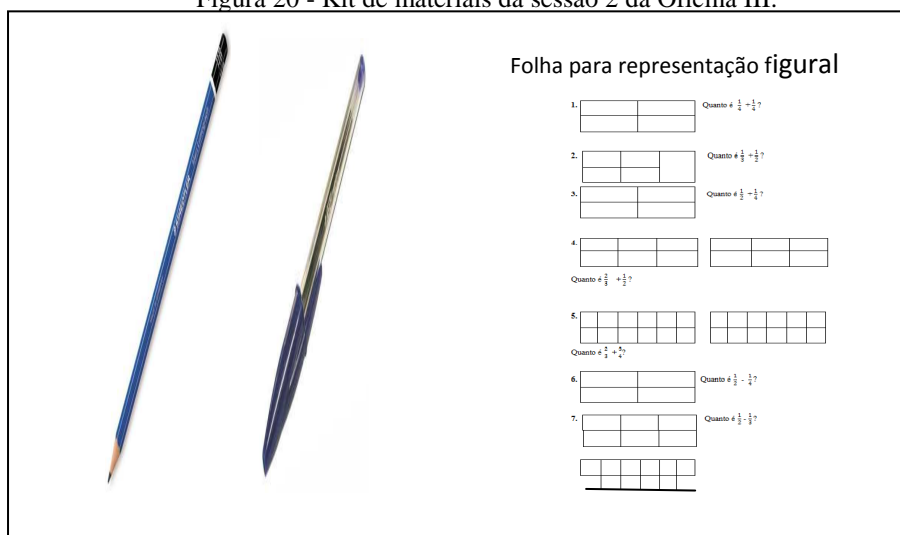 Figura 20 - Kit de materiais da sessão 2 da Oficina III.
Folha para representação figural
1. Quanto é 1/4 + 1/4 ?
2. Quanto é 1/3 + 1/2 ?
3. Quanto é 1/2 + 1/4 ?
4.
Quanto é 2/3 + 1/2 ?
5.
Quanto é 2/3 + 3/4?
6. Quanto é 1/2 - 1/4 ?
7. Quanto é 1/2 - 1/3 ?